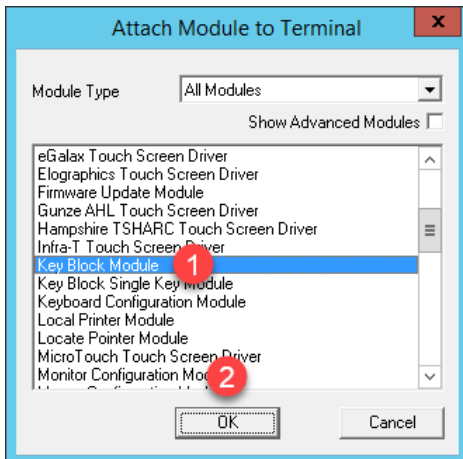 Attach Module to Terminal
x
Module Type All Modules
Show Advanced Modules
eGalax Touch Screen Driver
Elographics Touch Screen Driver
Firmware Update Module
Gunze AHL Touch Screen Driver
Hampshire TSHARC Touch Screen Driver
Infra-T Touch Screen Driver
Key Block Module 1
Key Block Single Key Module
Keyboard Configuration Module
Local Printer Module
Locate Pointer Module
MicroTouch Touch Screen Driver
Monitor Configuration
2
OK Cancel